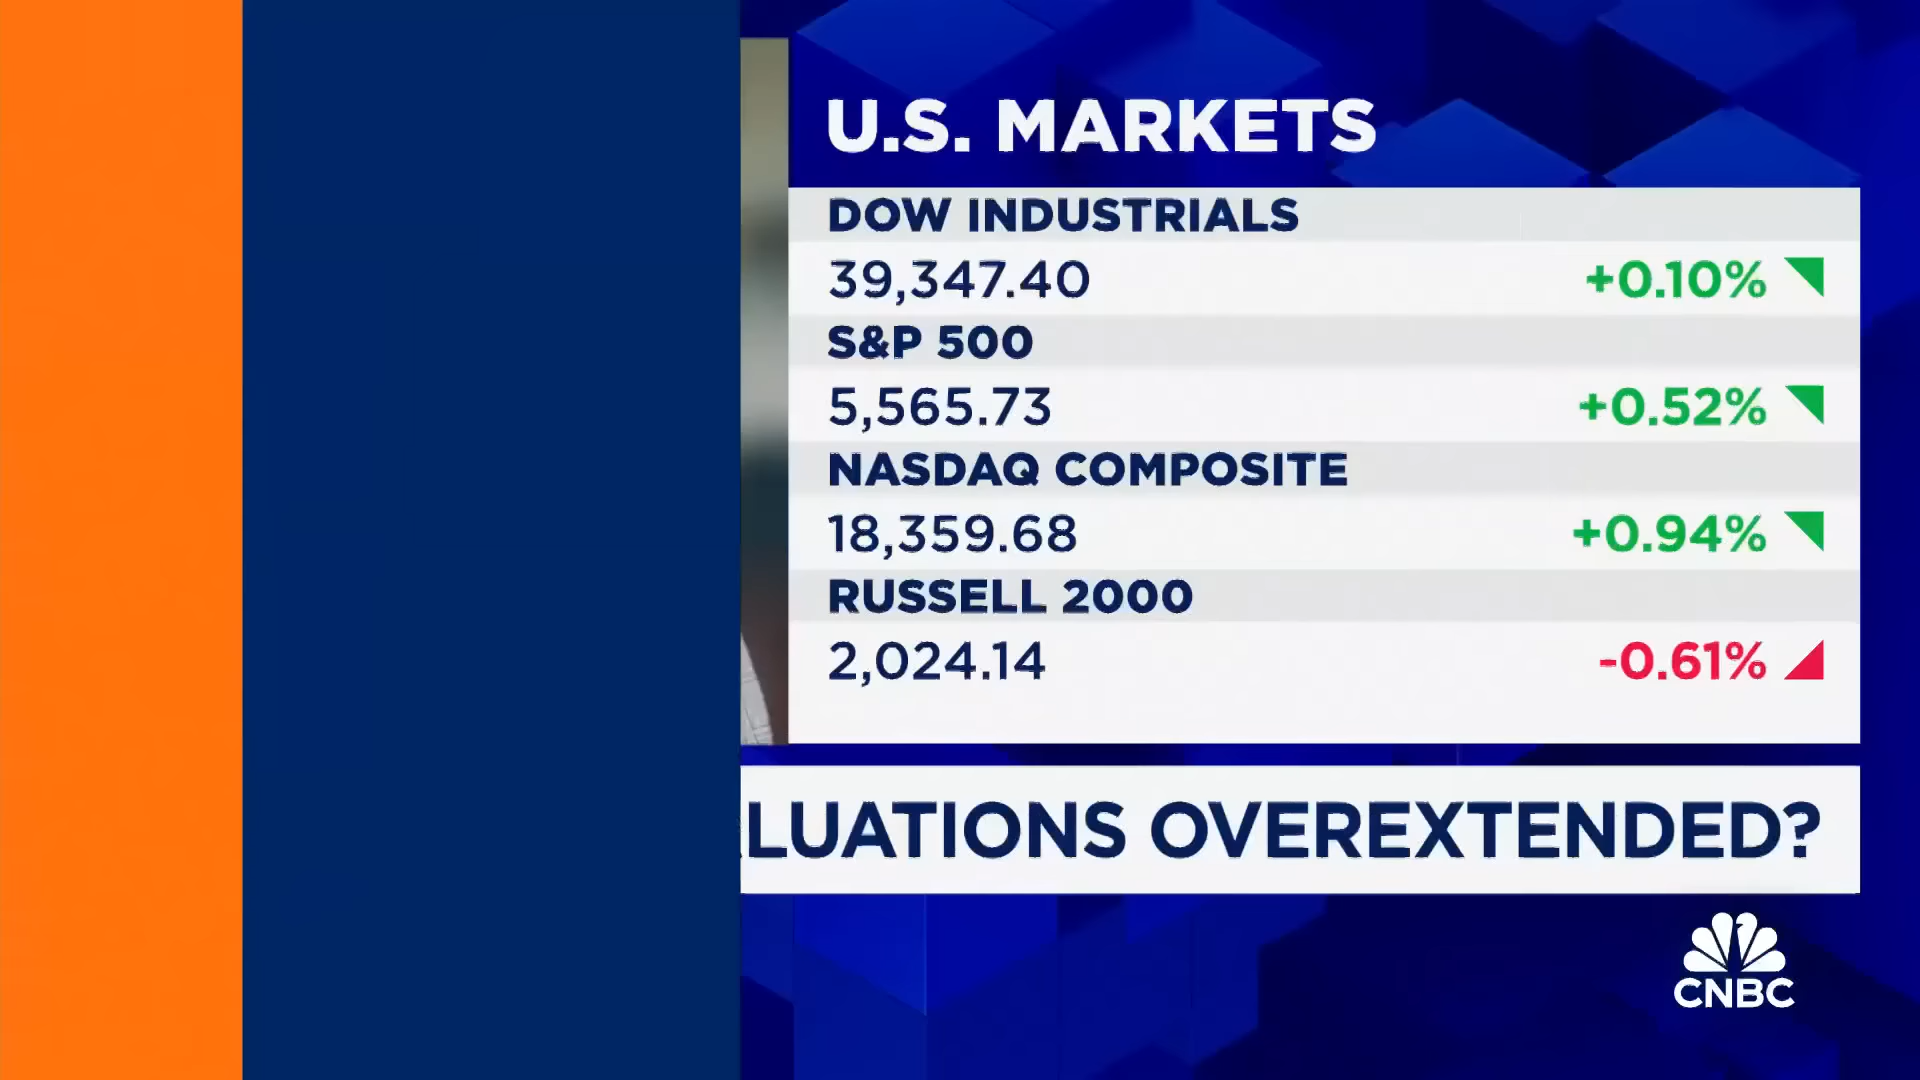 U.S. MARKETS
DOW INDUSTRIALS
39,347.40 +0.10%
S&P 500
5,565.73 +0.52%
NASDAQ COMPOSITE
18,359.68 +0.94%
RUSSELL 2000
2,024.14 -0.61%
LUATIONS OVEREXTENDED?
CNBC